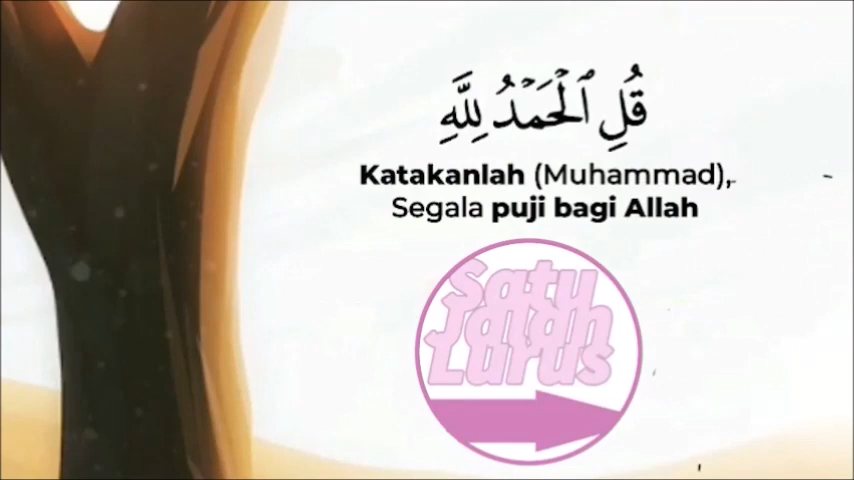 قُلِ ٱلْحَمْدُ لِلَّهِ
Katakanlah (Muhammad),
Segala puji bagi Allah
Satu
Jalan
Lurus